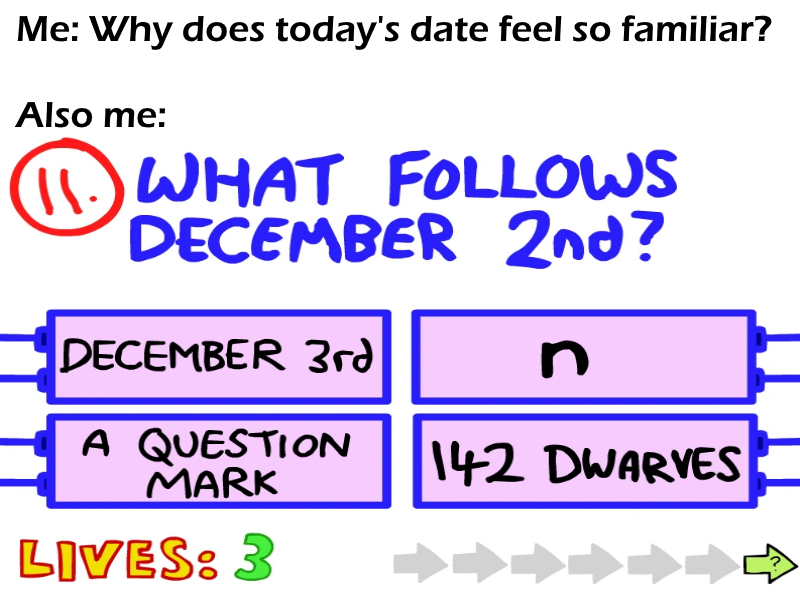 Me: Why does today's date feel so familiar?
Also me:
11. WHAT FOLLOWS
DECEMBER 2nd?
DECEMBER 3rd
n
A QUESTION
MARK
142 DWARVES
LIVES: 3
?